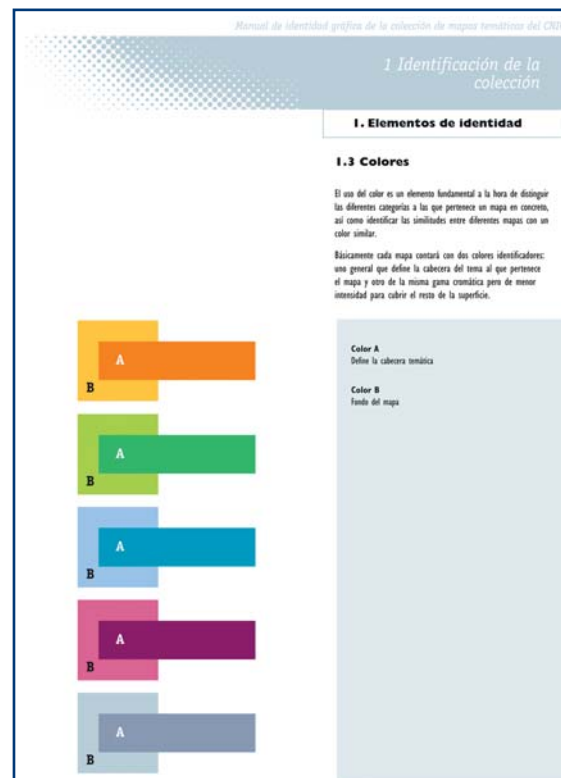 Manual de identidad gráfica de la colección de mapas temáticos del
1 Identificación de la
colección
1. Elementos de identidad
1.3 Colores
El uso del color es un elemento fundamental a la hora de distinguir
las diferentes categorías a las que pertenece un mapa en concreto,
así como identificar las similitudes entre diferentes mapas con un
color similar.
Básicamente cada mapa contará con dos colores identificadores:
uno general que define la cabecera del tema al que pertenece
el mapa y otro de la misma gama cromática pero de menor
intensidad para cubrir el resto de la superficie.
Color A
Define la cabecera temática
Color B
Fondo del mapa
A
B
A
B
A
B
A
B
A
B